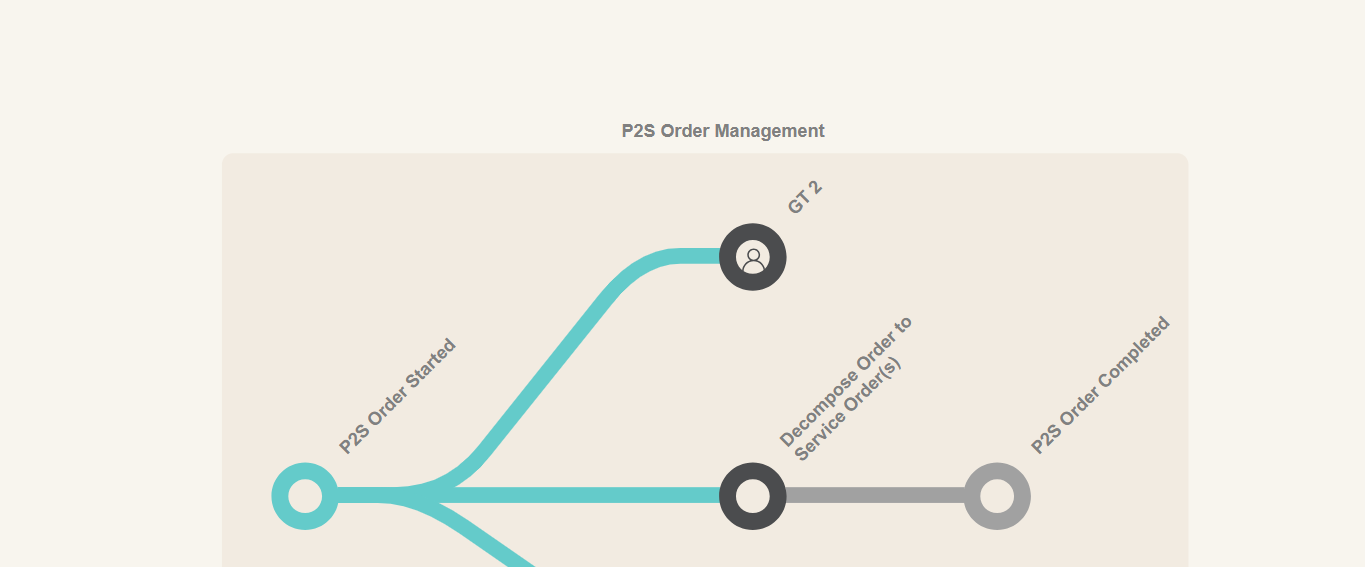 P2S Order Management
GT 2
P2S Order Started
Decompose Order to
Service Order(s)
P2S Order Completed